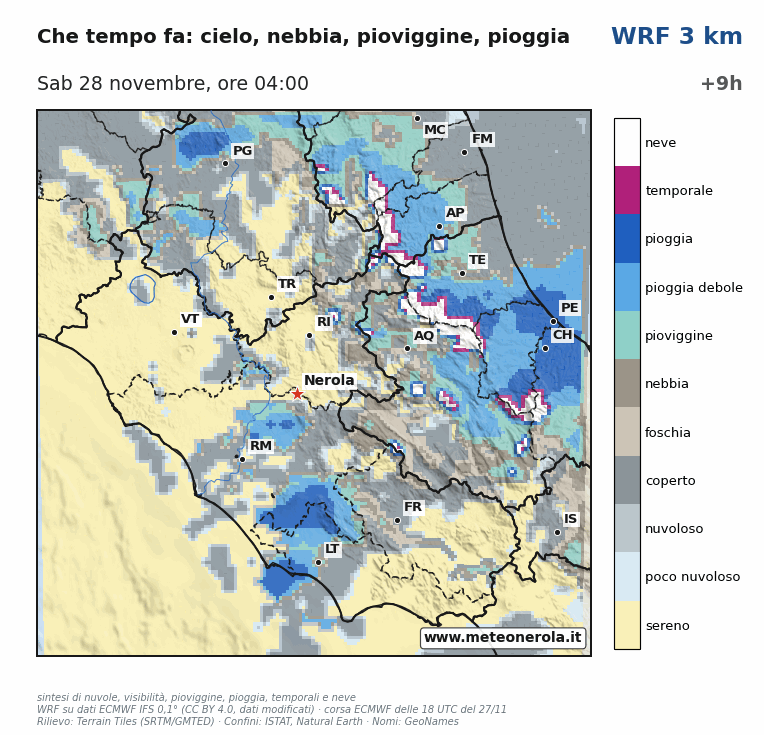 Che tempo fa: cielo, nebbia, pioviggine, pioggia
WRF 3 km
Sab 28 novembre, ore 04:00
+9h
MC
FM
PG
AP
TE
TR
PE
VT
RI
AQ
CH
Nerola
RM
FR
IS
LT
www.meteonerola.it
neve
temporale
pioggia
pioggia debole
pioviggine
nebbia
foschia
coperto
nuvoloso
poco nuvoloso
sereno
sintesi di nuvole, visibilità, pioviggine, pioggia, temporali e neve
WRF su dati ECMWF IFS 0,1° (CC BY 4.0, dati modificati) · corsa ECMWF delle 18 UTC del 27/11
Rilievo: Terrain Tiles (SRTM/GMTED) · Confini: ISTAT, Natural Earth · Nomi: GeoNames